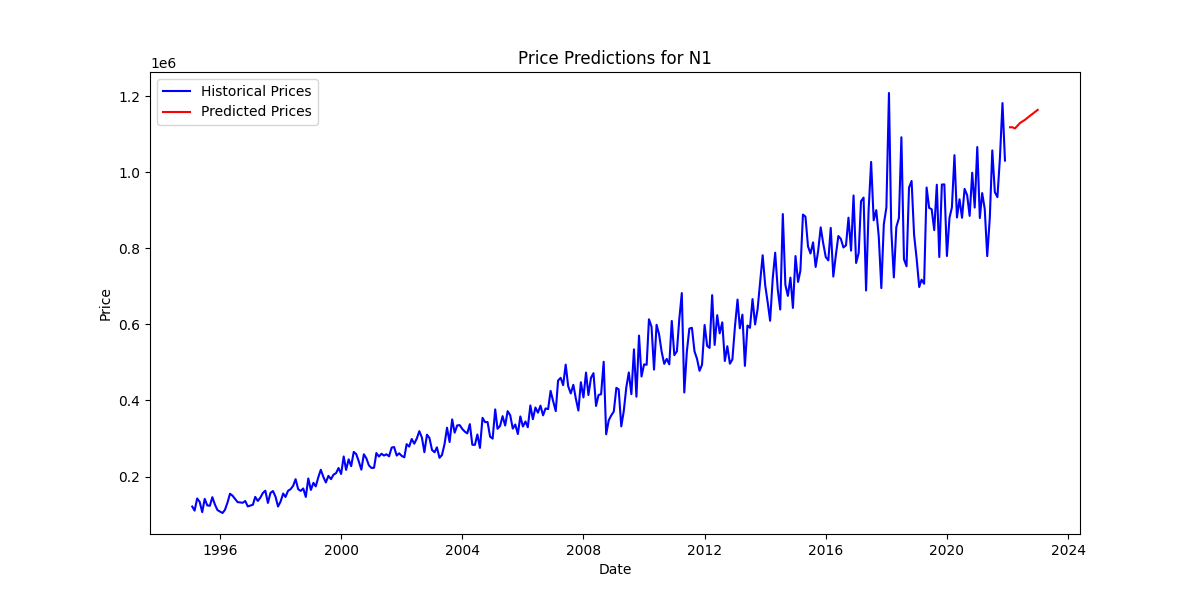 Price Predictions for N1
1e6
Historical Prices
Predicted Prices
1.2
1.0
0.8
0.6
0.4
0.2
Price
1996 2000 2004 2008 2012 2016 2020 2024
Date